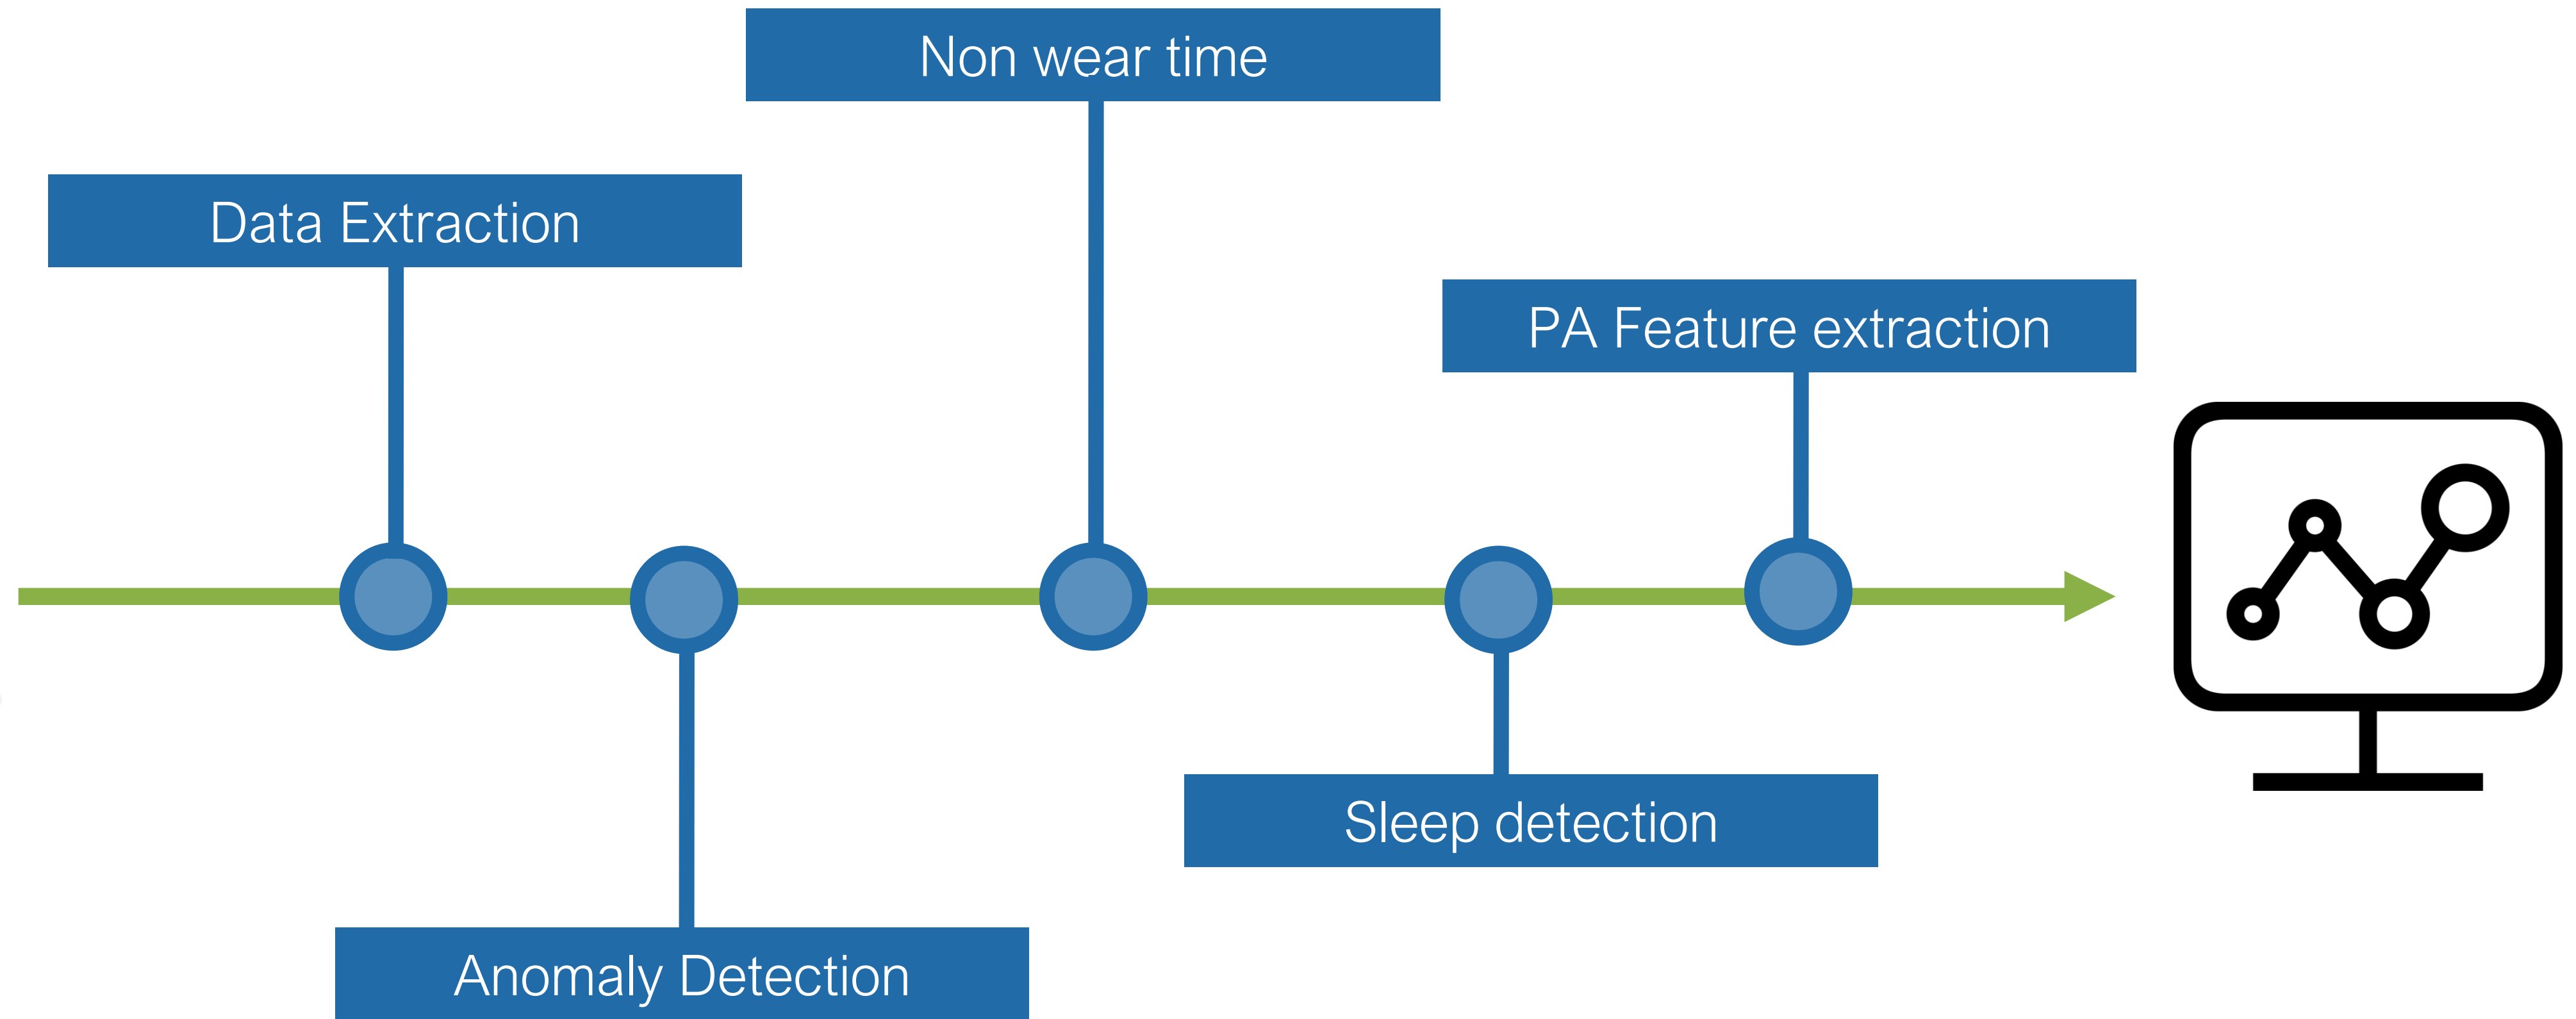 Non wear time
Data Extraction
PA Feature extraction
Sleep detection
Anomaly Detection